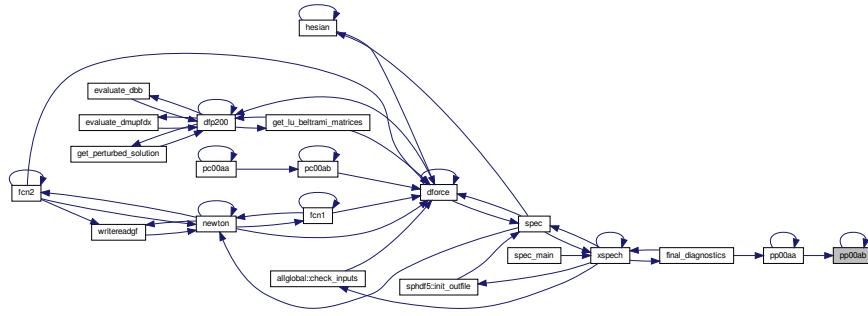 hesian
evaluate_dbb
evaluate_dmupfdx
dfp200
get_lu_beltrami_matrices
get_perturbed_solution
pc00aa
pc00ab
fcn2
dforce
fcn1
newton
spec
writereadgf
spec_main
xspech
final_diagnostics
pp00aa
pp00ab
allglobal::check_inputs
sphdf5::init_outfile